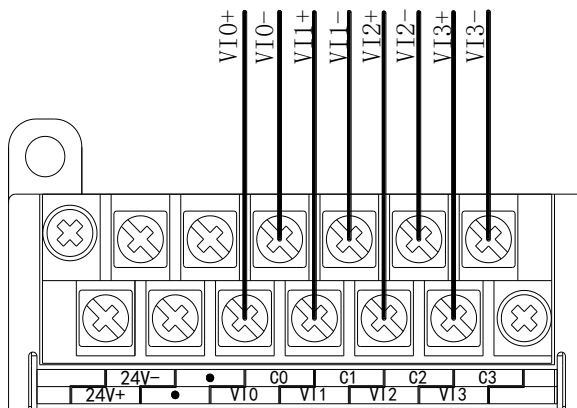 VI0+
VI0-
VI1+
VI1-
VI2+
VI2-
VI3+
VI3-
24V- • C0 C1 C2 C3
24V+ • VI0 VI1 VI2 VI3